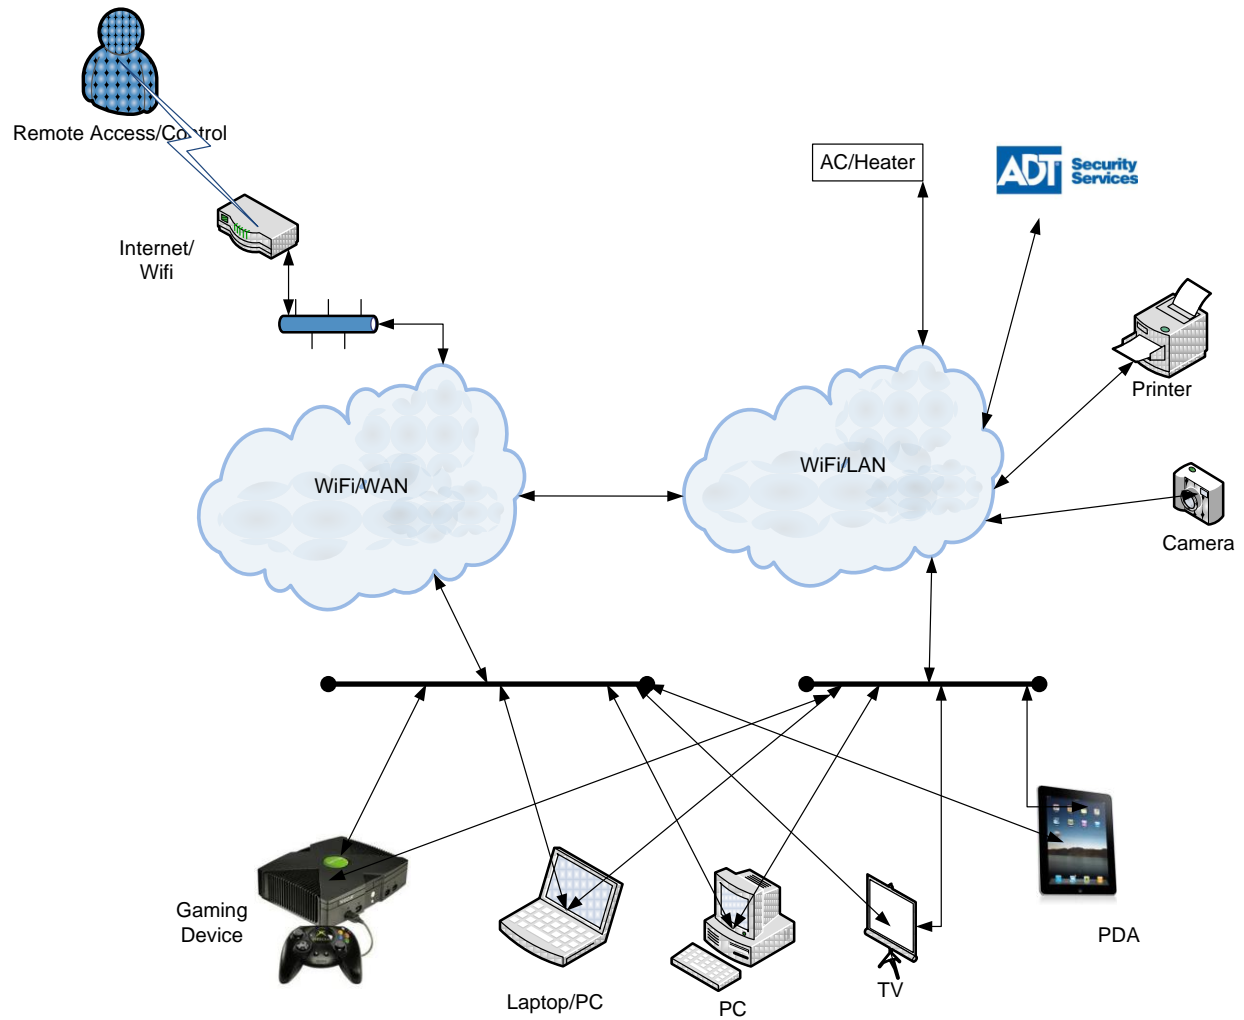 Remote Access/Control
AC/Heater
ADT Security
Services
Internet/
Wifi
Printer
WiFi/WAN
WiFi/LAN
Camera
Gaming
Device
Laptop/PC
PC
TV
PDA